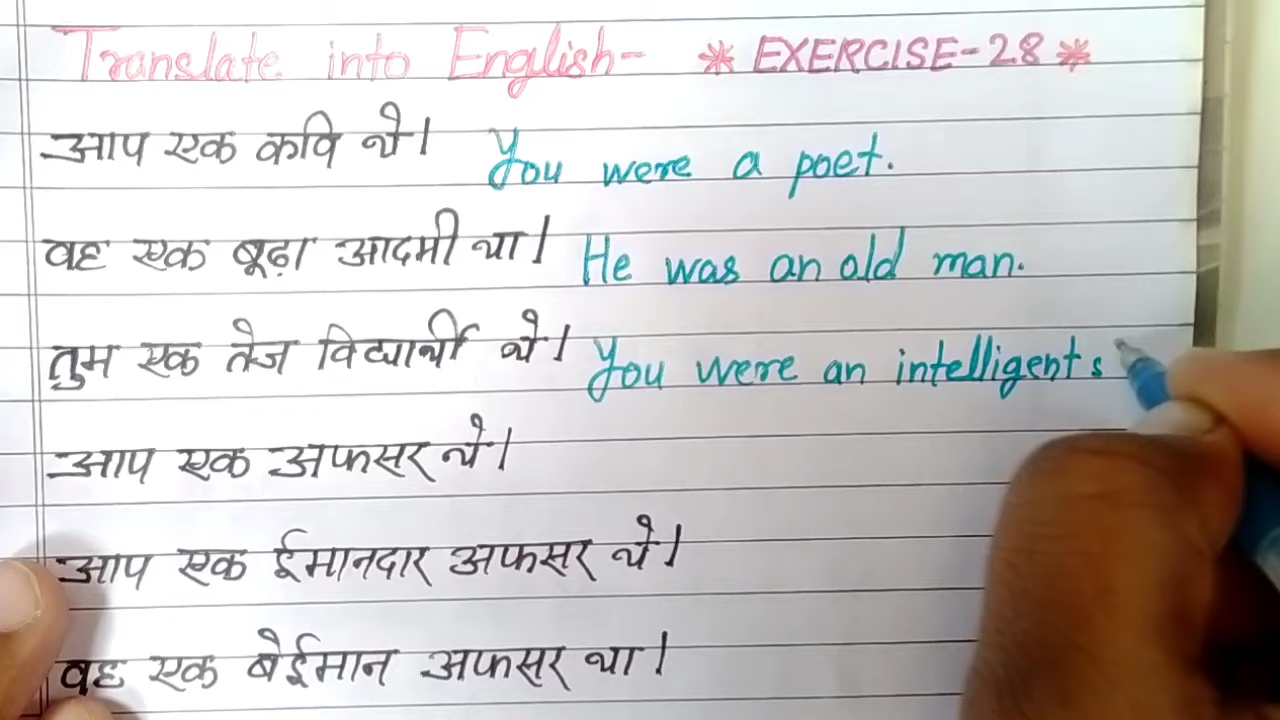 Translate into English- * EXERCISE-28 *
आप एक कवि थे। You were a poet.
वह एक बूढ़ा आदमी था। He was an old man.
तुम एक तेज विद्यार्थी थे। You were an intelligent s
आप एक अफसर थे।
आप एक ईमानदार अफसर थे।
वह एक बेईमान अफसर था।